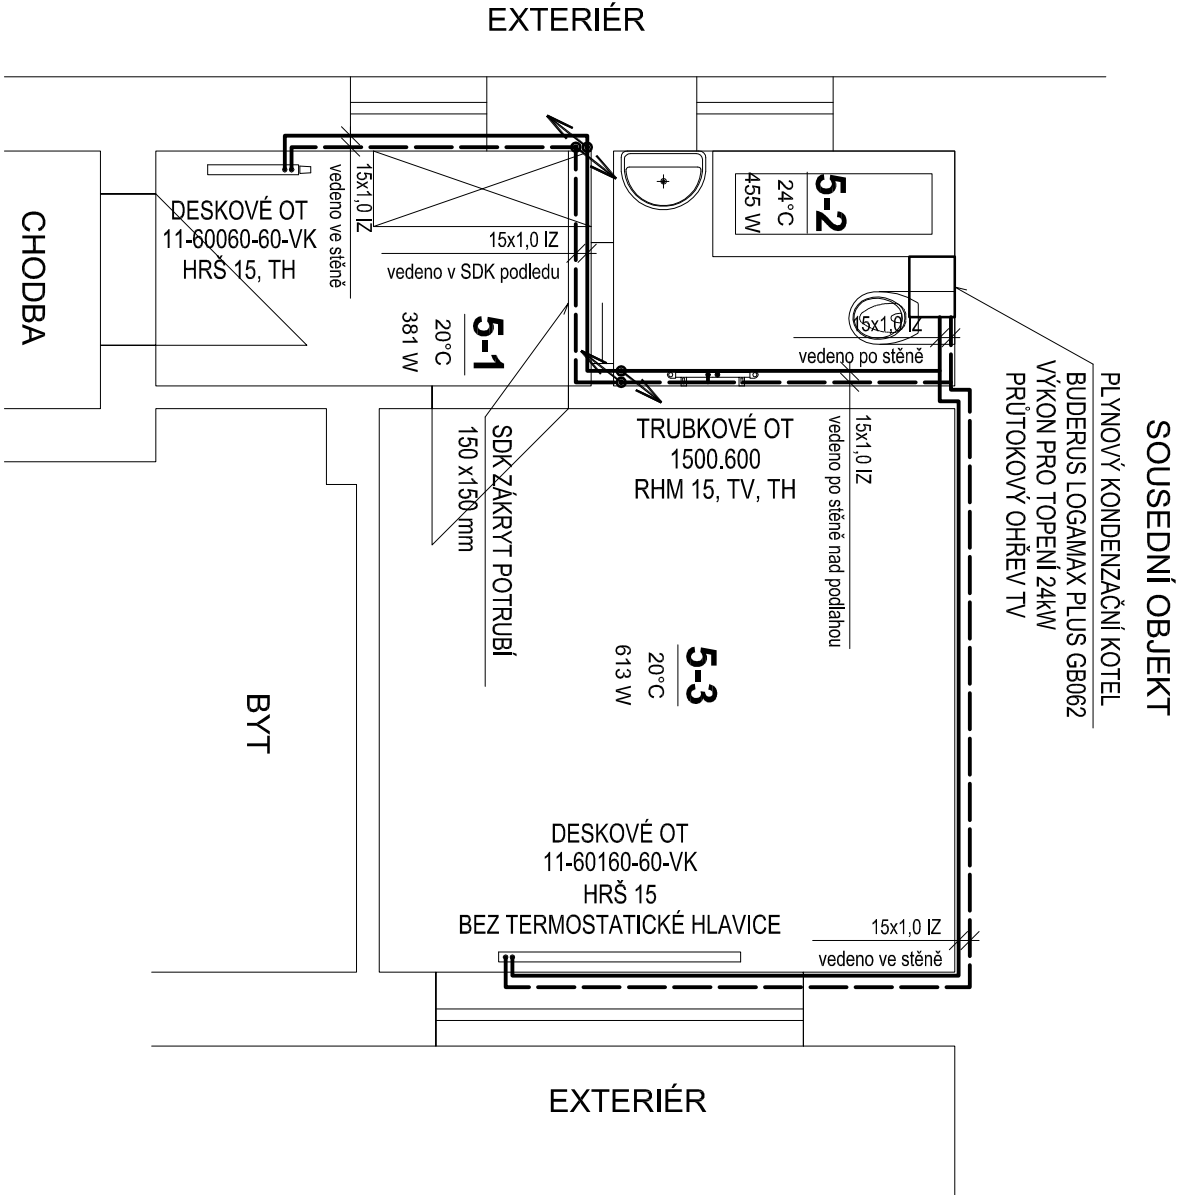 EXTERIÉR
5-2
24°C
455 W
15x1,0 IZ
vedeno ve stěně
DESKOVÉ OT
11-60060-60-VK
HRŠ 15, TH
CHODBA
15x1,0 IZ
vedeno v SDK podledu
5-1
20°C
381 W
15x1,0 IZ
vedeno po stěně
PLYNOVÝ KONDENZAČNÍ KOTEL
BUDERUS LOGAMAX PLUS GB062
VÝKON PRO TOPENÍ 24kW
PRŮTOKOVÝ OHŘEV TV
SOUSEDNÍ OBJEKT
TRUBKOVÉ OT
1500.600
RHM 15, TV, TH
15x1,0 IZ
vedeno po stěně nad podlahou
SDK ZÁKRYT POTRUBÍ
150 x150 mm
5-3
20°C
613 W
BYT
DESKOVÉ OT
11-60160-60-VK
HRŠ 15
BEZ TERMOSTATICKÉ HLAVICE
15x1,0 IZ
vedeno ve stěně
EXTERIÉR